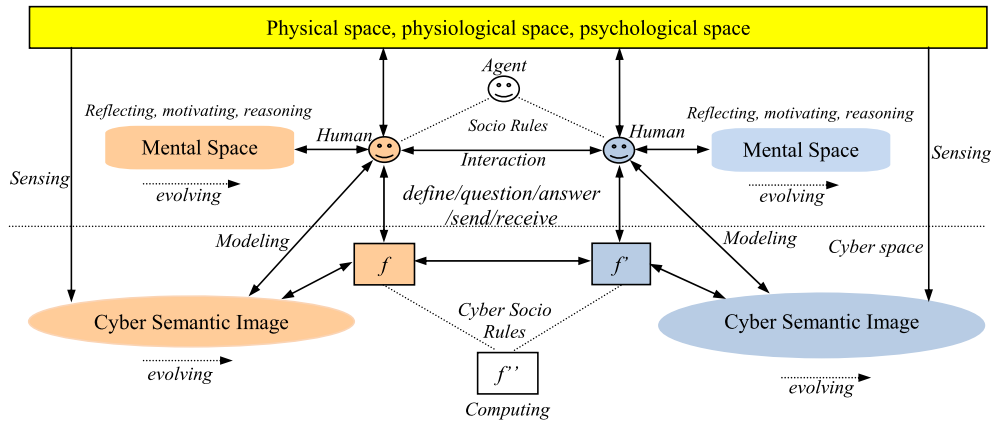 Physical space, physiological space, psychological space
Agent
Reflecting, motivating, reasoning
Reflecting, motivating, reasoning
Human
Socio Rules
Human
Mental Space
Interaction
Mental Space
Sensing
Sensing
evolving
define/question/answer
/send/receive
evolving
Modeling
Modeling
Cyber space
f
f’
Cyber Semantic Image
Cyber Socio
Rules
Cyber Semantic Image
evolving
f’’
evolving
Computing